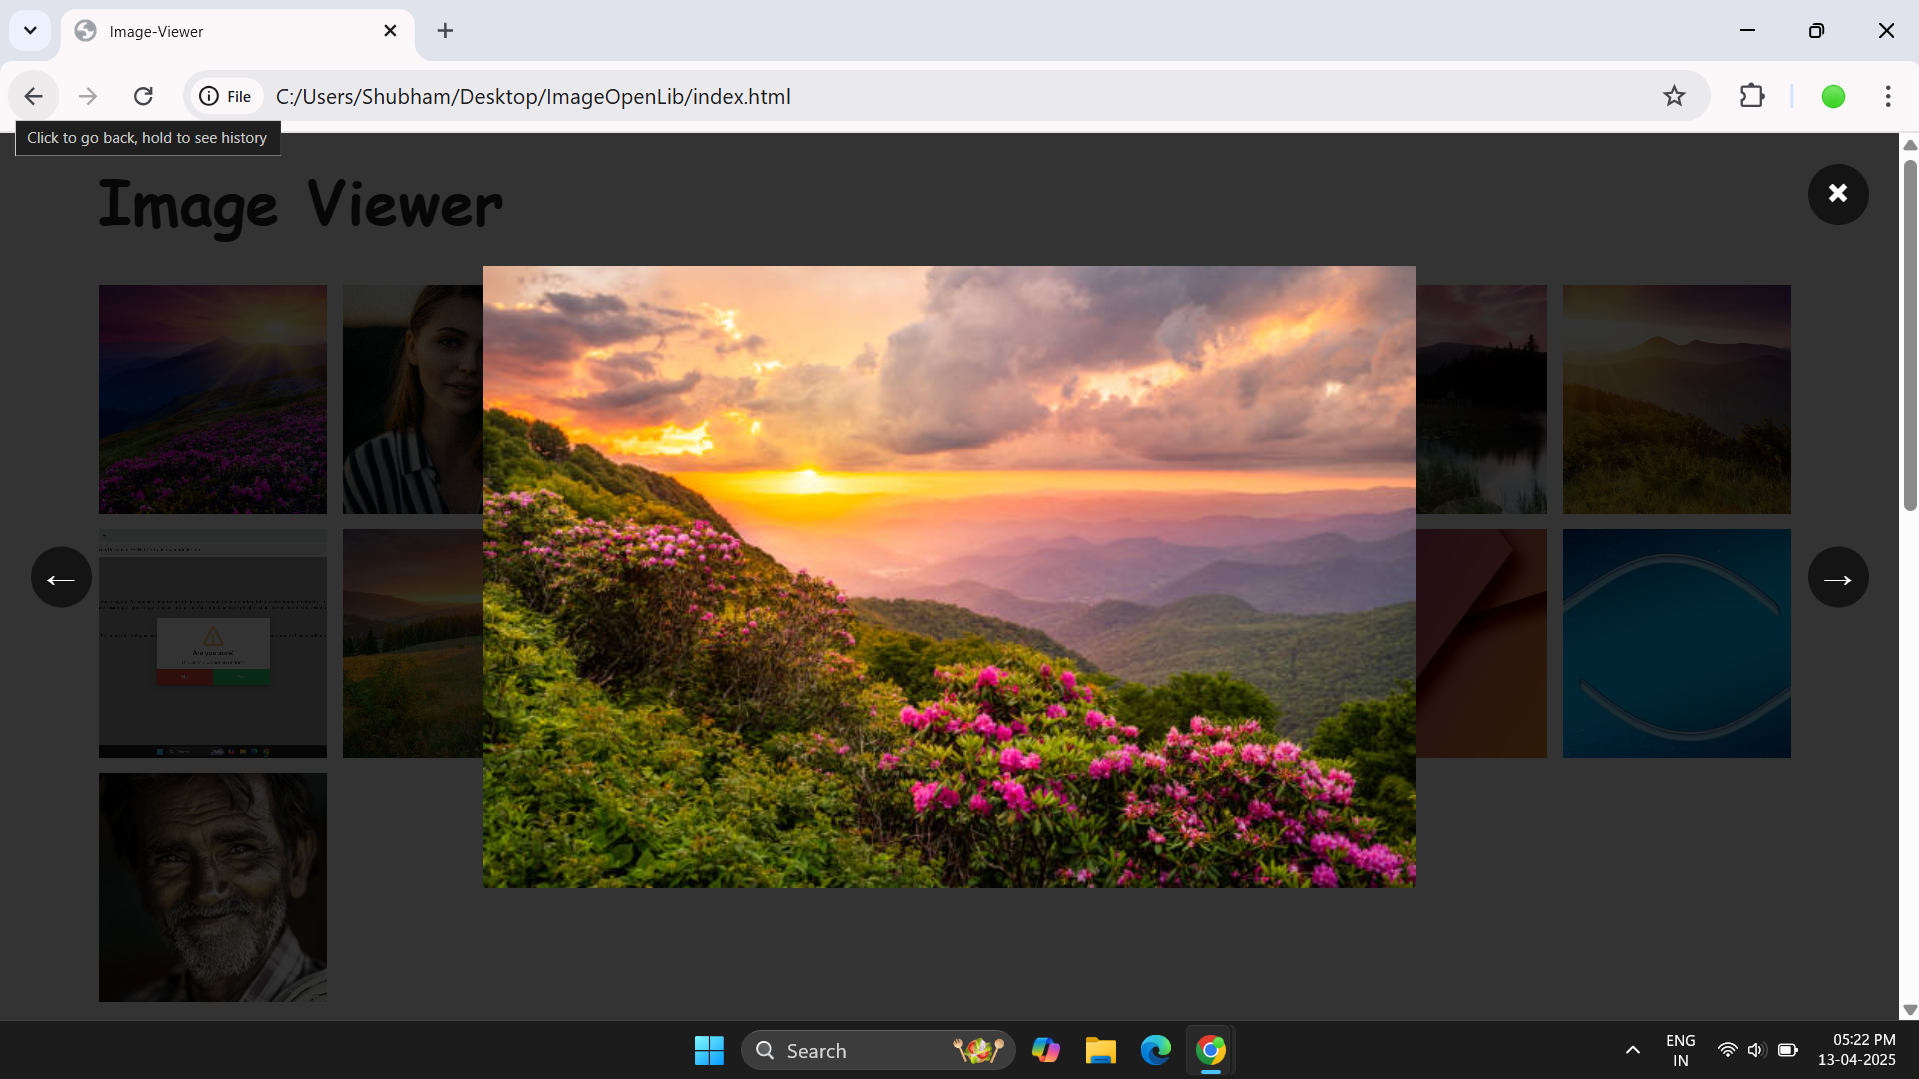 Image-Viewer
File
C:/Users/Shubham/Desktop/ImageOpenLib/index.html
Click to go back, hold to see history
Image Viewer
Are you sure!
Search
ENG
IN
05:22 PM
13-04-2025